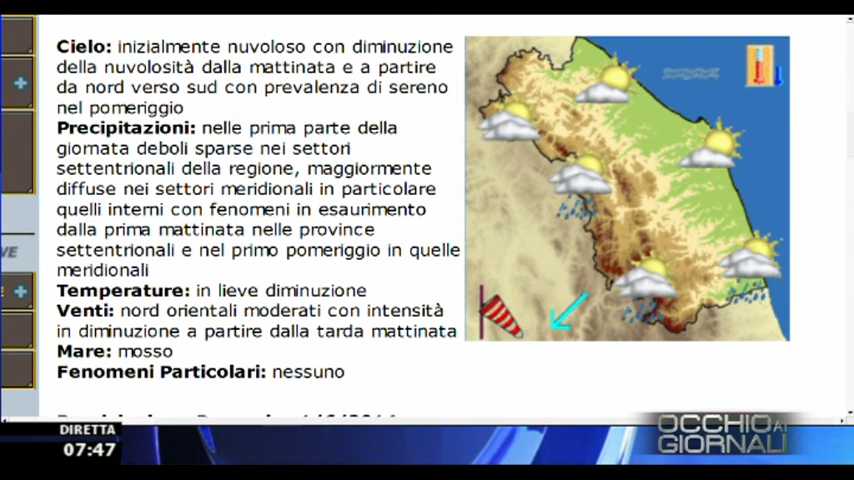 Cielo: inizialmente nuvoloso con diminuzione
della nuvolosità dalla mattinata e a partire
da nord verso sud con prevalenza di sereno
nel pomeriggio
Precipitazioni: nelle prima parte della
giornata deboli sparse nei settori
settentrionali della regione, maggiormente
diffuse nei settori meridionali in particolare
quelli interni con fenomeni in esaurimento
dalla prima mattinata nelle province
settentrionali e nel primo pomeriggio in quelle
meridionali
Temperature: in lieve diminuzione
Venti: nord orientali moderati con intensità
in diminuzione a partire dalla tarda mattinata
Mare: mosso
Fenomeni Particolari: nessuno
DIRETTA
07:47
OCCHIO AI
GIORNALI